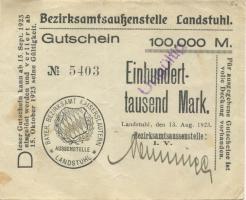 Bezirksamtsaußenstelle Landstuhl.
Gutschein
100,000 M.
№ 5403
Einhundert-
tausend Mark.
Landstuhl, den 13. Aug. 1923.
Bezirksamtsaussenstelle:
I. V.
BAYER. BEZIRKSAMT KAISERSLAUTERN
AUSSENSTELLE
LANDSTUHL
Dieser Gutschein kann ab 15. Sept. 1923
eingelöst werden und verliert ab
15. Oktober 1923 seine Gültigkeit.
Für ausgegebene Gutscheine ist
volle Deckung vorhanden.